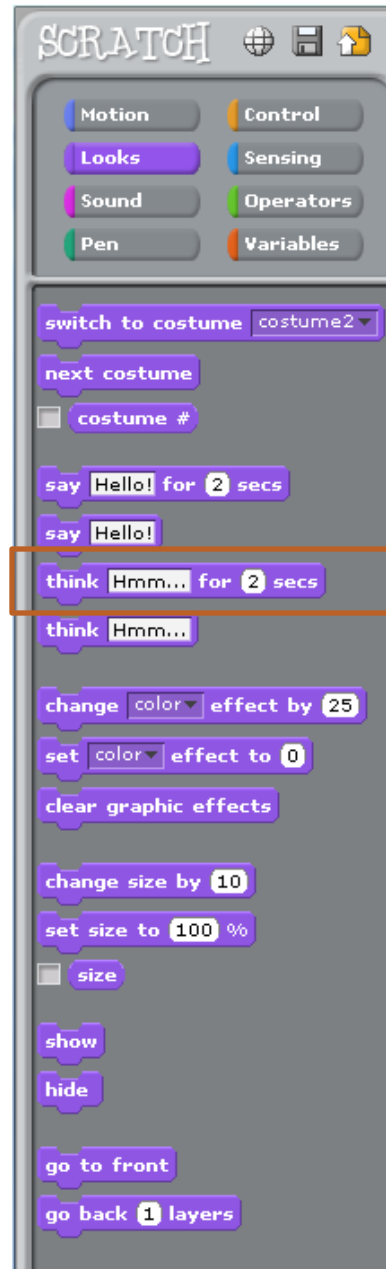 SCRATCH
Motion Control
Looks Sensing
Sound Operators
Pen Variables
switch to costume costume2
next costume
costume #
say Hello! for 2 secs
say Hello!
think Hmm... for 2 secs
think Hmm...
change color effect by 25
set color effect to 0
clear graphic effects
change size by 10
set size to 100 %
size
show
hide
go to front
go back 1 layers